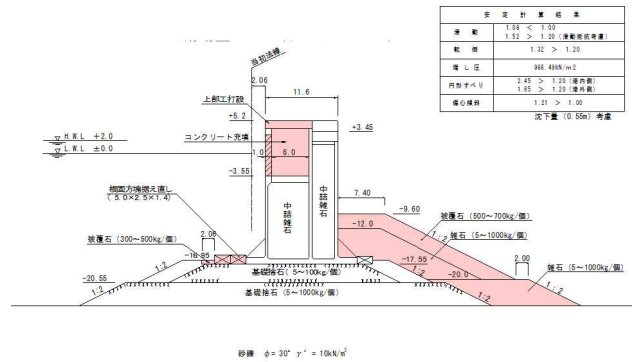 安 定 計 算 結 果
滑 動 1.08 < 1.00
1.52 > 1.20 (滑動抵抗考慮)
転 倒 1.32 > 1.20
端 し 圧 986.49kN/m2
円形すべり 2.45 > 1.20 (港内側)
1.65 > 1.20 (港外側)
偏心傾斜 1.21 > 1.00
沈下量 (0.55m) 考慮
当初法線
2.06
11.6
上部工打設
+5.2
H.W.L +2.0
L.W.L ±0.0
コンクリート充填
+3.45
1.0 6.0
-3.55
中詰雑石
中詰雑石
7.40
-9.60
根固方塊据え直し
(5.0×2.5×1.4)
-12.0
被覆石 (500〜700kg/個)
雑石 (5〜1000kg/個)
被覆石 (300〜500kg/個)
2.06
1:2
2.00
-17.55
雑石 (5〜1000kg/個)
1:2
-20.55
基礎捨石 (5〜100kg/個)
-20.0
1:2
1:2
1:2
1:2
基礎捨石 (5〜1000kg/個)
砂礫 φ=30° γ'=10kN/m³